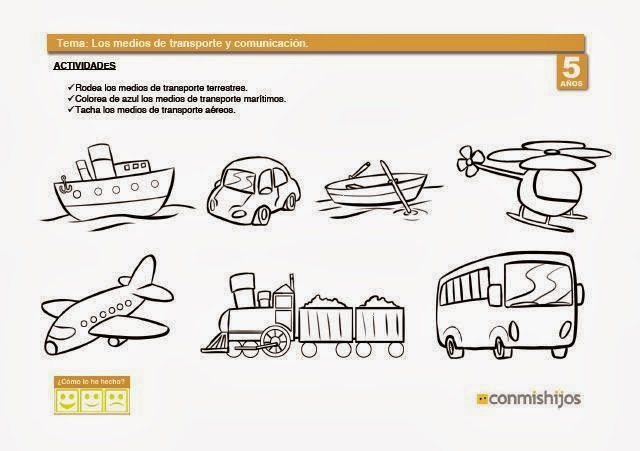 Tema: Los medios de transporte y comunicación.
ACTIVIDADES
5
AÑOS
✓Rodea los medios de transporte terrestres.
✓Colorea de azul los medios de transporte marítimos.
✓Tacha los medios de transporte aéreos.
¿Cómo lo he hecho?
conmishijos